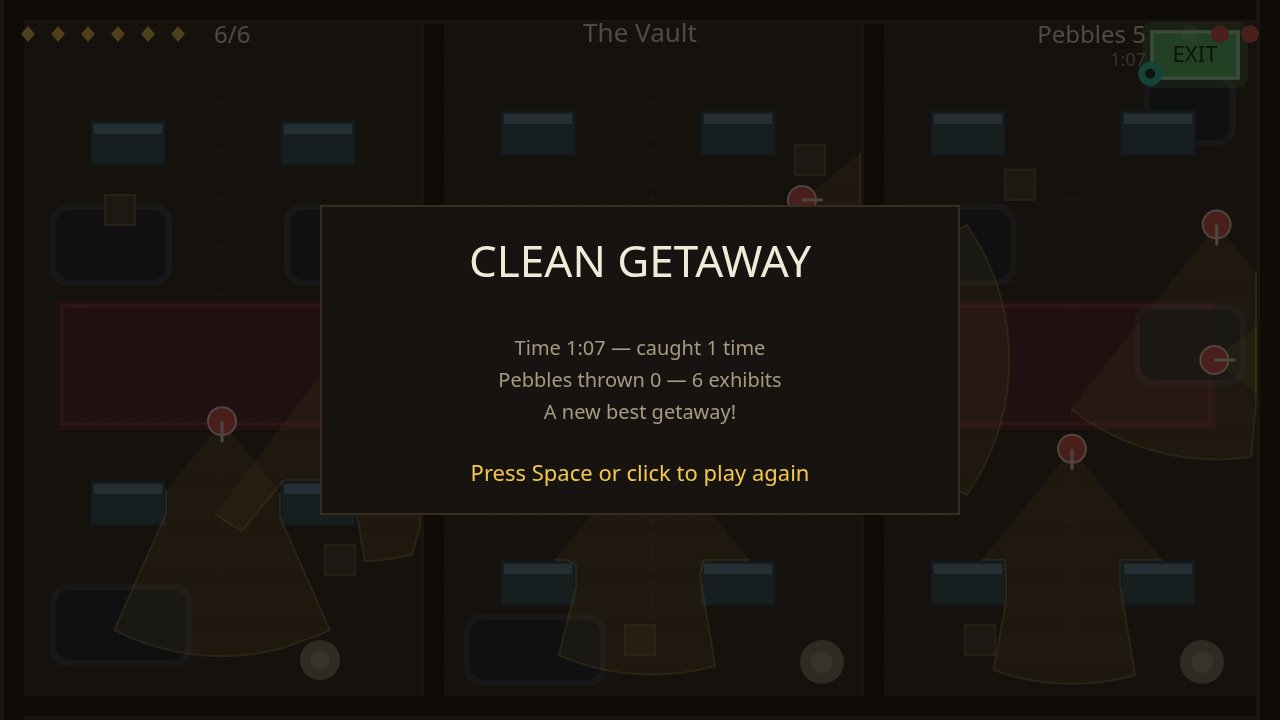 6/6
The Vault
Pebbles 5
1:07
EXIT
CLEAN GETAWAY
Time 1:07 — caught 1 time
Pebbles thrown 0 — 6 exhibits
A new best getaway!
Press Space or click to play again